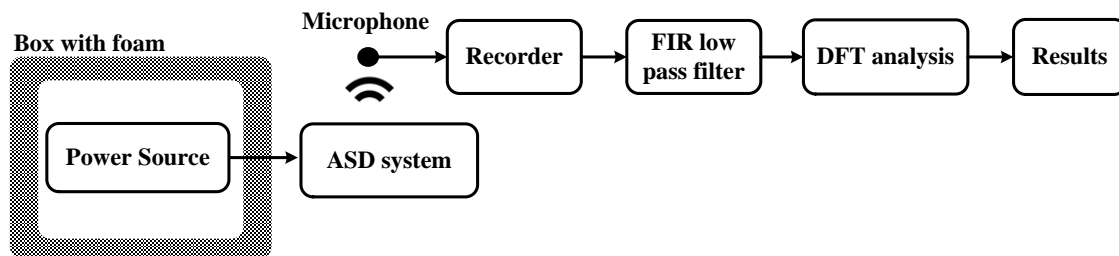 Microphone
Box with foam
Recorder
FIR low
pass filter
DFT analysis
Results
Power Source
ASD system